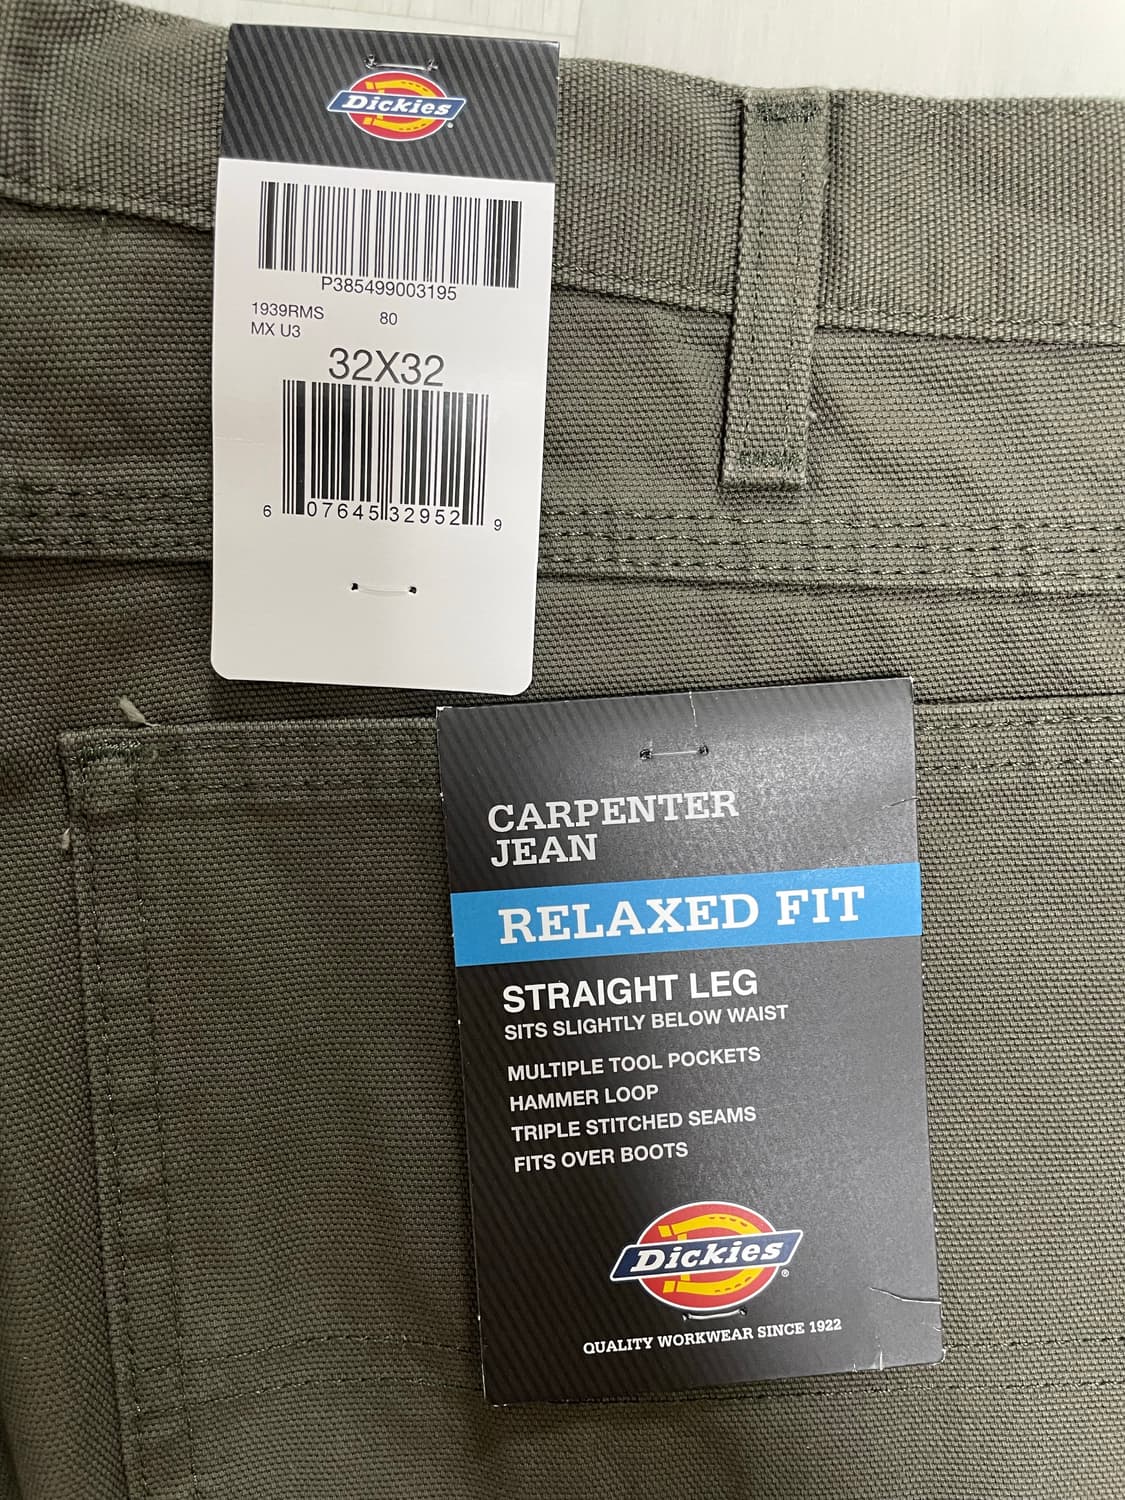 Dickies
P385499003195
1939RMS 80
MX U3
32X32
6 07645 32952 9
CARPENTER
JEAN
RELAXED FIT
STRAIGHT LEG
SITS SLIGHTLY BELOW WAIST
MULTIPLE TOOL POCKETS
HAMMER LOOP
TRIPLE STITCHED SEAMS
FITS OVER BOOTS
Dickies®
QUALITY WORKWEAR SINCE 1922